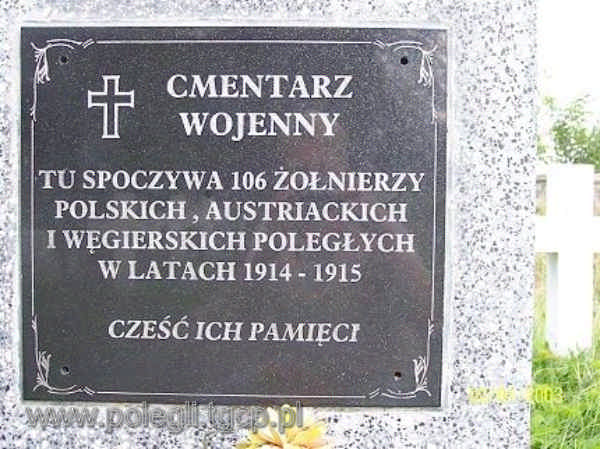 CMENTARZ
WOJENNY
TU SPOCZYWA 106 ŻOŁNIERZY
POLSKICH , AUSTRIACKICH
I WĘGIERSKICH POLEGŁYCH
W LATACH 1914 - 1915
CZEŚĆ ICH PAMIĘCI
www.polegli.tgcp.pl